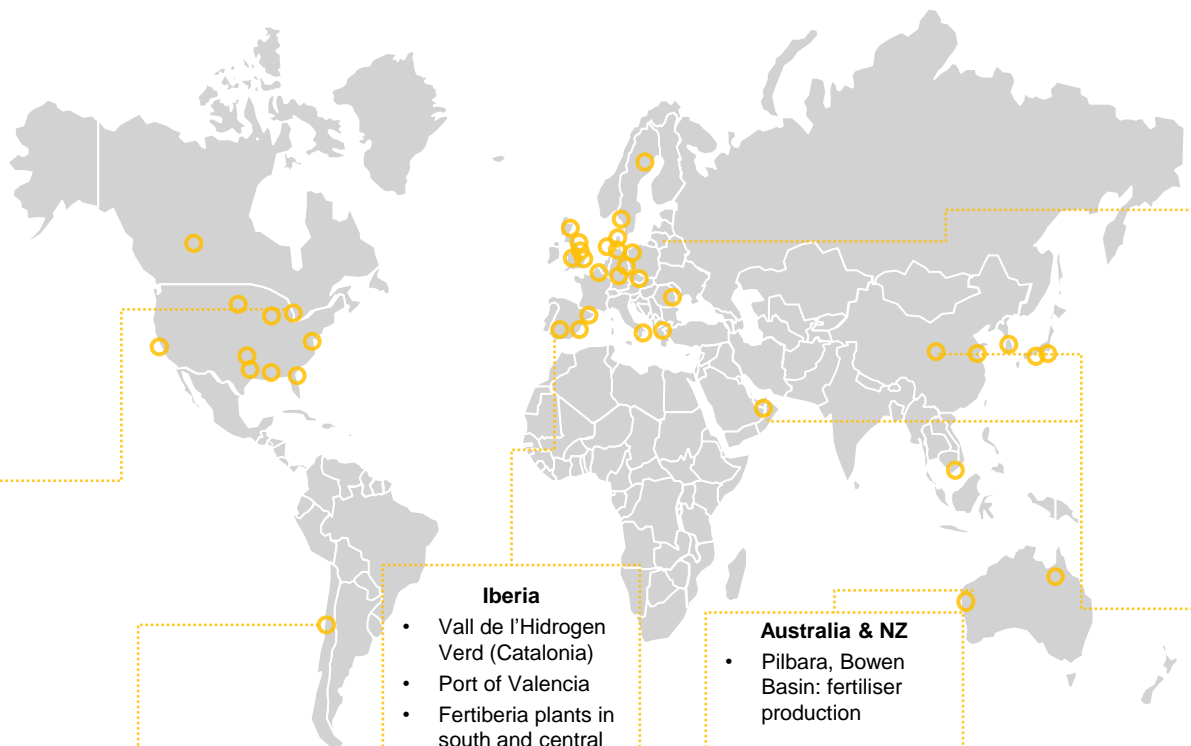 Iberia
• Vall de l’Hidrogen
Verd (Catalonia)
• Port of Valencia
• Fertiberia plants in
south and central
Australia & NZ
• Pilbara, Bowen
Basin: fertiliser
production